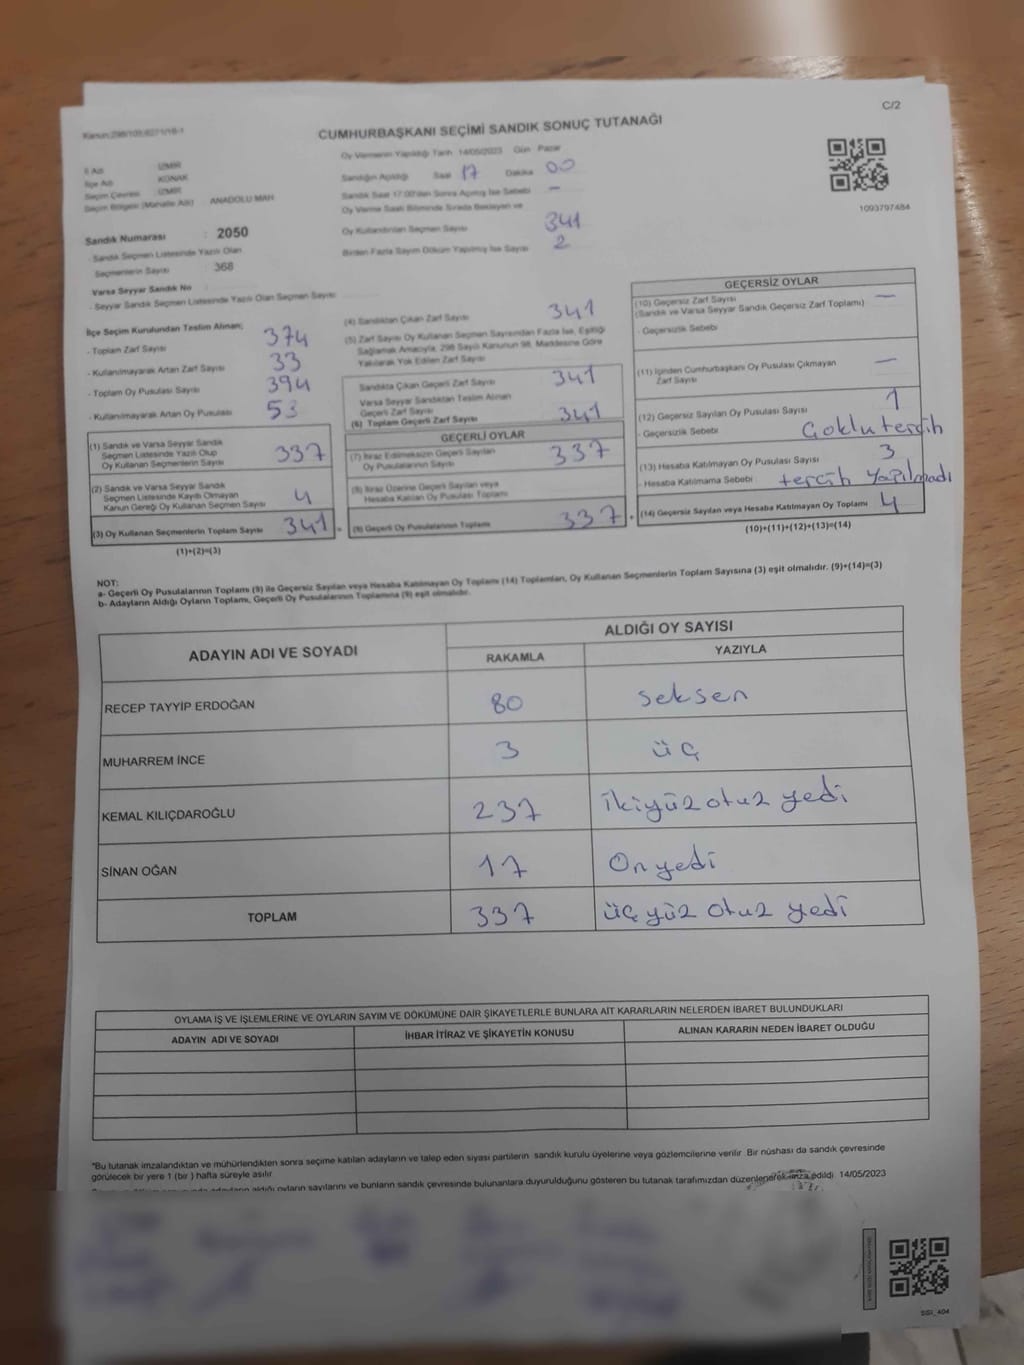 C/2
Kanun:298/103;6271/18-1
CUMHURBAŞKANI SEÇİMİ SANDIK SONUÇ TUTANAĞI
İl Adı İZMİR
İlçe Adı KONAK
Seçim Çevresi İZMİR
Seçim Bölgesi (Mahalle Adı) : ANADOLU MAH.
Sandık Numarası : 2050
- Sandık Seçmen Listesinde Yazılı Olan
Seçmenlerin Sayısı : 368
Varsa Seyyar Sandık No
- Seyyar Sandık Seçmen Listesinde Yazılı Olan Seçmen Sayısı:
Oy Vermenin Yapıldığı Tarih 14/05/2023 Gün Pazar
Sandığın Açıldığı Saat 17 Dakika 00
Sandık Saat 17:00'den Sonra Açılmış İse Sebebi –
Oy Verme Saati Bitiminde Sırada Bekleyen ve
Oy Kullandırılan Seçmen Sayısı 341
Birden Fazla Sayım Döküm Yapılmış İse Sayısı 2
1093797484
İlçe Seçim Kurulundan Teslim Alınan;
- Toplam Zarf Sayısı 374
- Kullanılmayarak Artan Zarf Sayısı 33
- Toplam Oy Pusulası Sayısı 394
- Kullanılmayarak Artan Oy Pusulası 53
(1) Sandık ve Varsa Seyyar Sandık
Seçmen Listesinde Yazılı Olup
Oy Kullanan Seçmenlerin Sayısı 337
(2) Sandık ve Varsa Seyyar Sandık
Seçmen Listesinde Kayıtlı Olmayan
Kanun Gereği Oy Kullanan Seçmen Sayısı 4
(3) Oy Kullanan Seçmenlerin Toplam Sayısı 341 =
(1)+(2)=(3)
(4) Sandıktan Çıkan Zarf Sayısı 341
(5) Zarf Sayısı Oy Kullanan Seçmen Sayısından Fazla İse, Eşitliği
Sağlamak Amacıyla, 298 Sayılı Kanunun 98. Maddesine Göre
Yakılarak Yok Edilen Zarf Sayısı
Sandıkta Çıkan Geçerli Zarf Sayısı 341
Varsa Seyyar Sandıktan Teslim Alınan
Geçerli Zarf Sayısı
(6) Toplam Geçerli Zarf Sayısı 341
GEÇERLİ OYLAR
(7) İtiraz Edilmeksizin Geçerli Sayılan
Oy Pusulalarının Sayısı 337
(8) İtiraz Üzerine Geçerli Sayılan veya
Hesaba Katılan Oy Pusulası Toplamı
(9) Geçerli Oy Pusulalarının Toplamı 337 +
GEÇERSİZ OYLAR
(10) Geçersiz Zarf Sayısı –
(Sandık ve Varsa Seyyar Sandık Geçersiz Zarf Toplamı)
- Geçersizlik Sebebi
(11) İçinden Cumhurbaşkanı Oy Pusulası Çıkmayan –
Zarf Sayısı
(12) Geçersiz Sayılan Oy Pusulası Sayısı 1
- Geçersizlik Sebebi Çoklu tercih
(13) Hesaba Katılmayan Oy Pusulası Sayısı 3
- Hesaba Katılmama Sebebi tercih yapılmadı
(14) Geçersiz Sayılan veya Hesaba Katılmayan Oy Toplamı 4
(10)+(11)+(12)+(13)=(14)
NOT:
a- Geçerli Oy Pusulalarının Toplamı (9) ile Geçersiz Sayılan veya Hesaba Katılmayan Oy Toplamı (14) Toplamları, Oy Kullanan Seçmenlerin Toplam Sayısına (3) eşit olmalıdır. (9)+(14)=(3)
b- Adayların Aldığı Oyların Toplamı, Geçerli Oy Pusulalarının Toplamına (9) eşit olmalıdır.
ADAYIN ADI VE SOYADI
ALDIĞI OY SAYISI
RAKAMLA YAZIYLA
RECEP TAYYİP ERDOĞAN 80 seksen
MUHARREM İNCE 3 üç
KEMAL KILIÇDAROĞLU 237 ikiyüz otuz yedi
SİNAN OĞAN 17 On yedi
TOPLAM 337 üç yüz otuz yedi
OYLAMA İŞ VE İŞLEMLERİNE VE OYLARIN SAYIM VE DÖKÜMÜNE DAİR ŞİKAYETLERLE BUNLARA AİT KARARLARIN NELERDEN İBARET BULUNDUKLARI
ADAYIN ADI VE SOYADI İHBAR İTİRAZ VE ŞİKAYETİN KONUSU ALINAN KARARIN NEDEN İBARET OLDUĞU
"Bu tutanak imzalandıktan ve mühürlendikten sonra seçime katılan adayların ve talep eden siyasi partilerin sandık kurulu üyelerine veya gözlemcilerine verilir. Bir nüshası da sandık çevresinde
görülecek bir yere 1 (bir) hafta süreyle asılır.
adayların aldığı oyların sayılarını ve bunların sandık çevresinde bulunanlara duyurulduğunu gösteren bu tutanak tarafımızdan düzenlenerek imza edildi. 14/05/2023
SSI_404